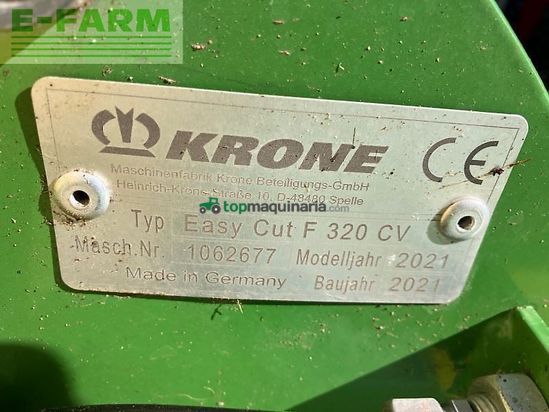 E-FARM
KRONE
CE
Maschinenfabrik Krone Beteiligungs-GmbH
Heinrich-Krone-Straße 10, D-48480 Spelle
topmaquinaria.com
Typ Easy Cut F 320 CV
Masch.Nr. 1062677 Modelljahr 2021
Made in Germany Baujahr 2021